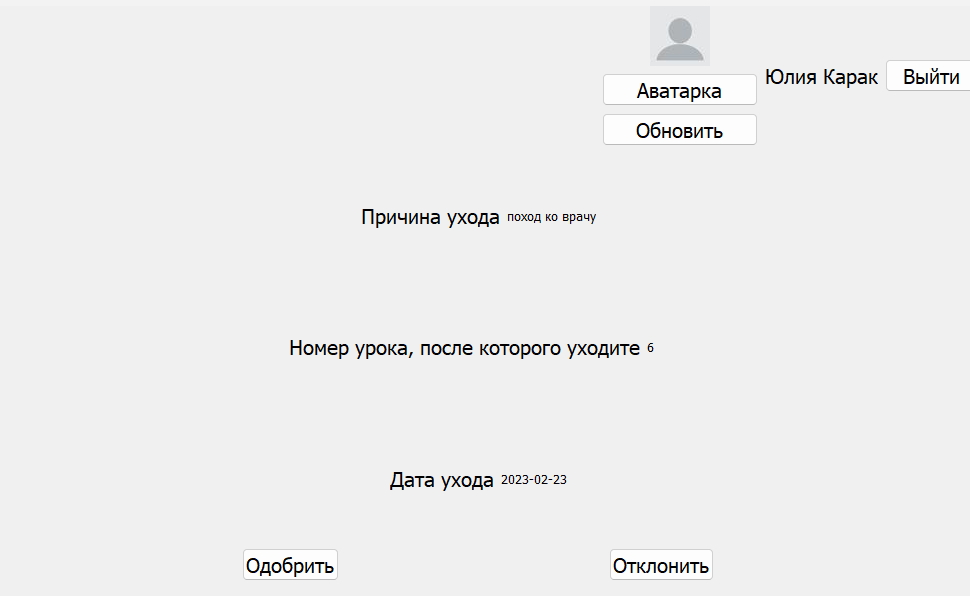 Аватарка
Юлия Карак
Выйти
Обновить
Причина ухода поход ко врачу
Номер урока, после которого уходите 6
Дата ухода 2023-02-23
Одобрить
Отклонить